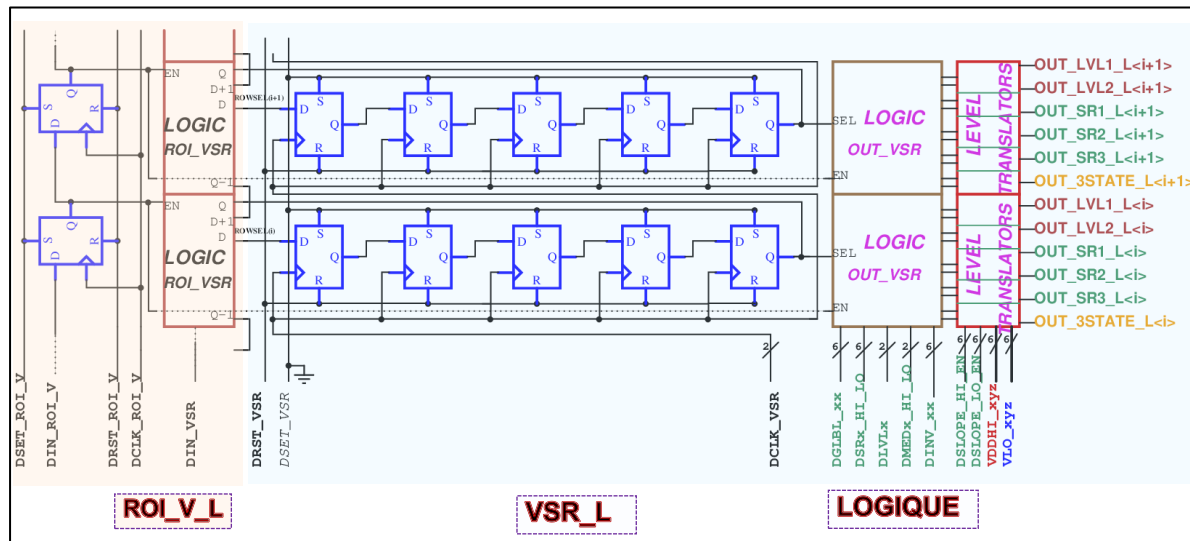 EN
Q
D+1
D
ROWSEL(i+1)
LOGIC
ROI_VSR
Q-1
S
D
Q
R
S
D
Q
R
S
D
Q
R
S
D
Q
R
S
D
Q
R
S
D
Q
R
SEL
LOGIC
OUT_VSR
EN
LEVEL
TRANSLATORS
OUT_LVL1_L<i+1>
OUT_LVL2_L<i+1>
OUT_SR1_L<i+1>
OUT_SR2_L<i+1>
OUT_SR3_L<i+1>
OUT_3STATE_L<i+1>
EN
Q
D+1
D
ROWSEL(i)
LOGIC
ROI_VSR
Q-1
S
D
Q
R
S
D
Q
R
S
D
Q
R
S
D
Q
R
S
D
Q
R
S
D
Q
R
SEL
LOGIC
OUT_VSR
EN
LEVEL
TRANSLATORS
OUT_LVL1_L<i>
OUT_LVL2_L<i>
OUT_SR1_L<i>
OUT_SR2_L<i>
OUT_SR3_L<i>
OUT_3STATE_L<i>
2
6
6
2
2
6
6
6
6
6
DSET_ROI_V
DIN_ROI_V
DRST_ROI_V
DCLK_ROI_V
DIN_VSR
DRST_VSR
DSET_VSR
DCLK_VSR
DGLBL_xx
DSRx_HI_LO
DLVLx
DMEDx_HI_LO
DINV_xx
DSLOPE_HI_EN
DSLOPE_LO_EN
VDDHI_xyz
VLO_xyz
ROI_V_L
VSR_L
LOGIQUE